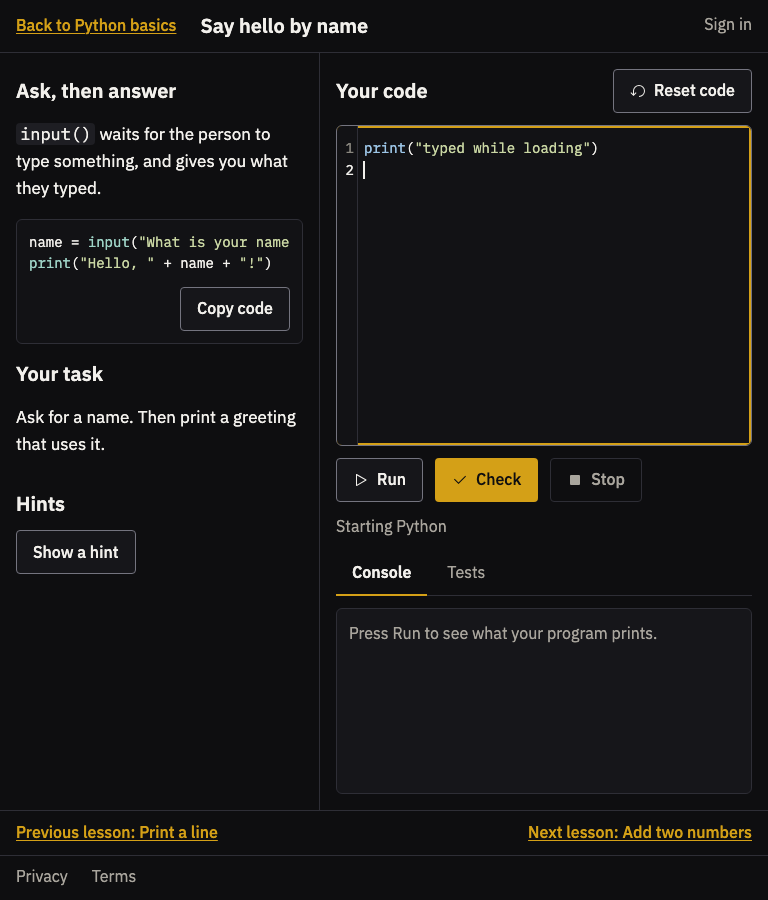 Back to Python basics
Say hello by name
Sign in
Ask, then answer
input() waits for the person to
type something, and gives you what
they typed.
name = input("What is your name
print("Hello, " + name + "!")
Copy code
Your task
Ask for a name. Then print a greeting
that uses it.
Hints
Show a hint
Your code
Reset code
1 print("typed while loading")
2
Run
Check
Stop
Starting Python
Console
Tests
Press Run to see what your program prints.
Previous lesson: Print a line
Next lesson: Add two numbers
Privacy
Terms